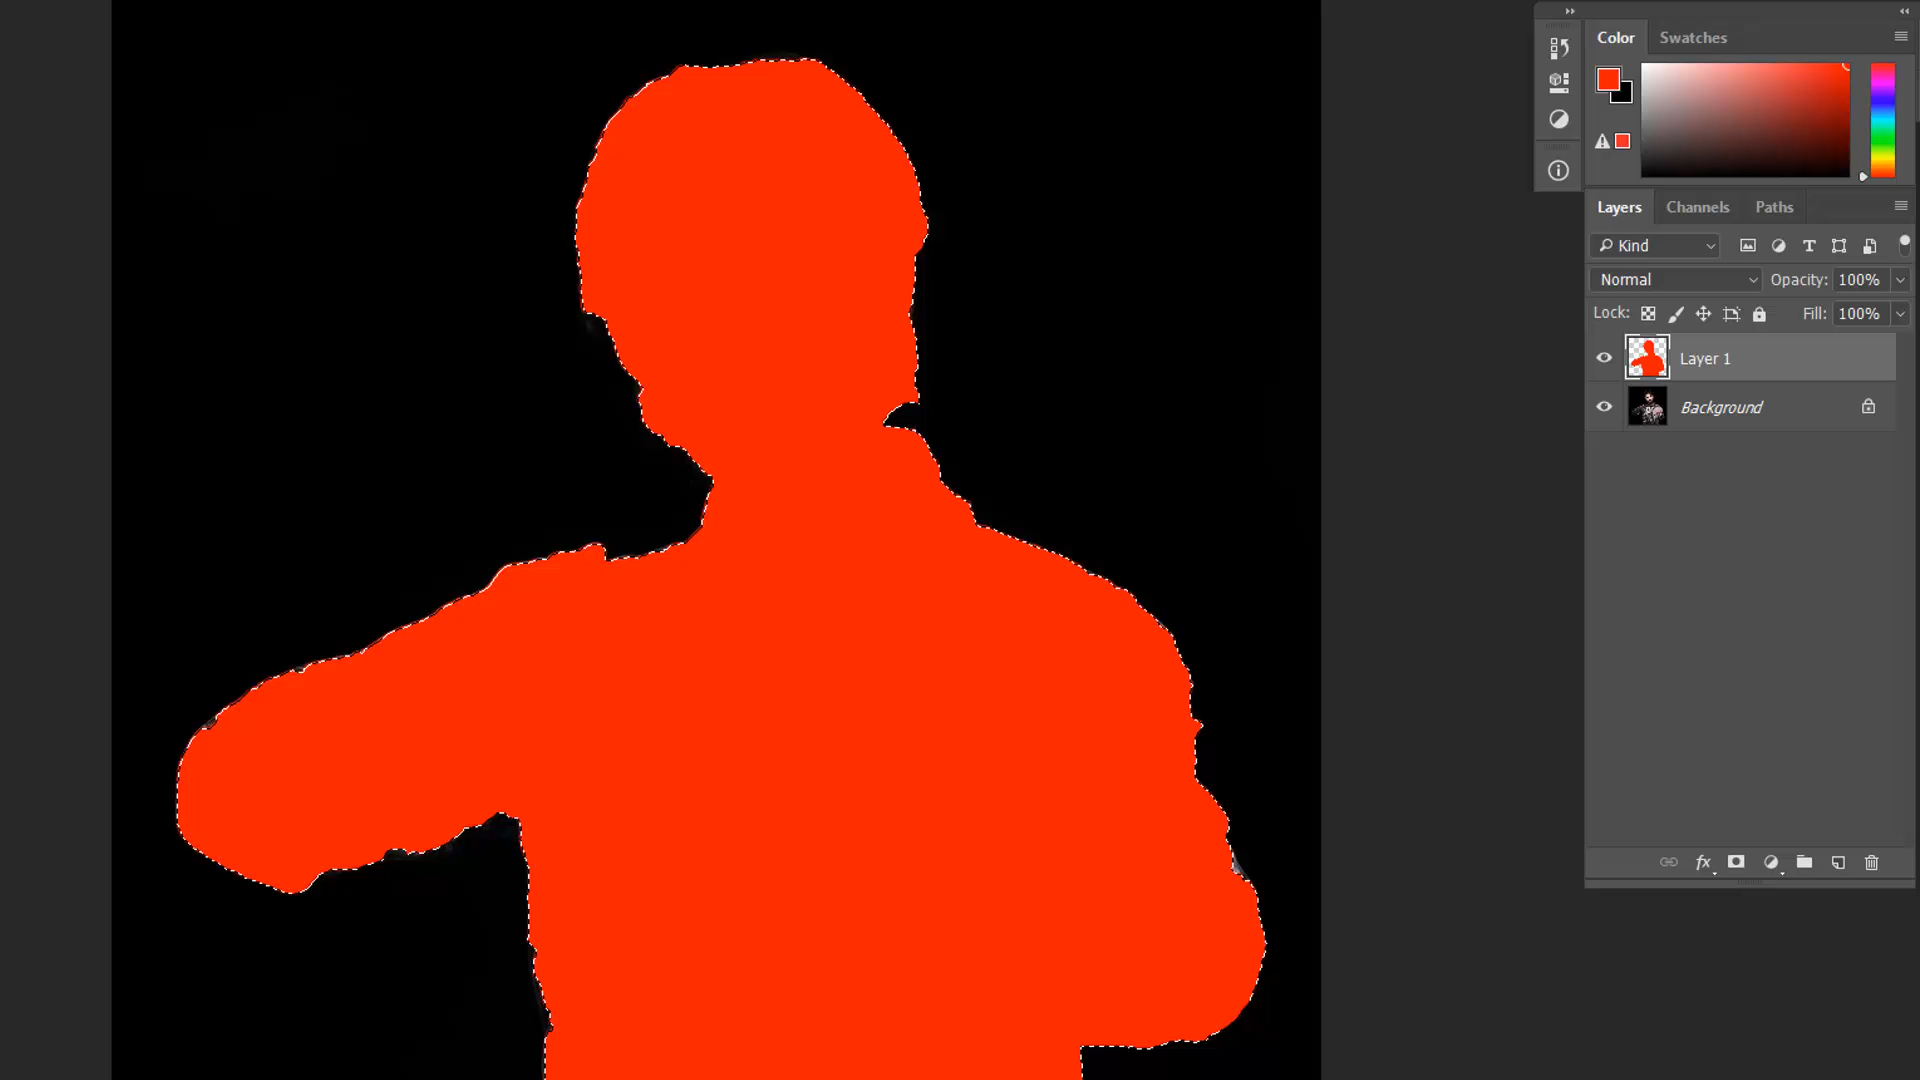 Color Swatches
Layers Channels Paths
Kind
Normal Opacity: 100%
Lock: Fill: 100%
Layer 1
Background
fx